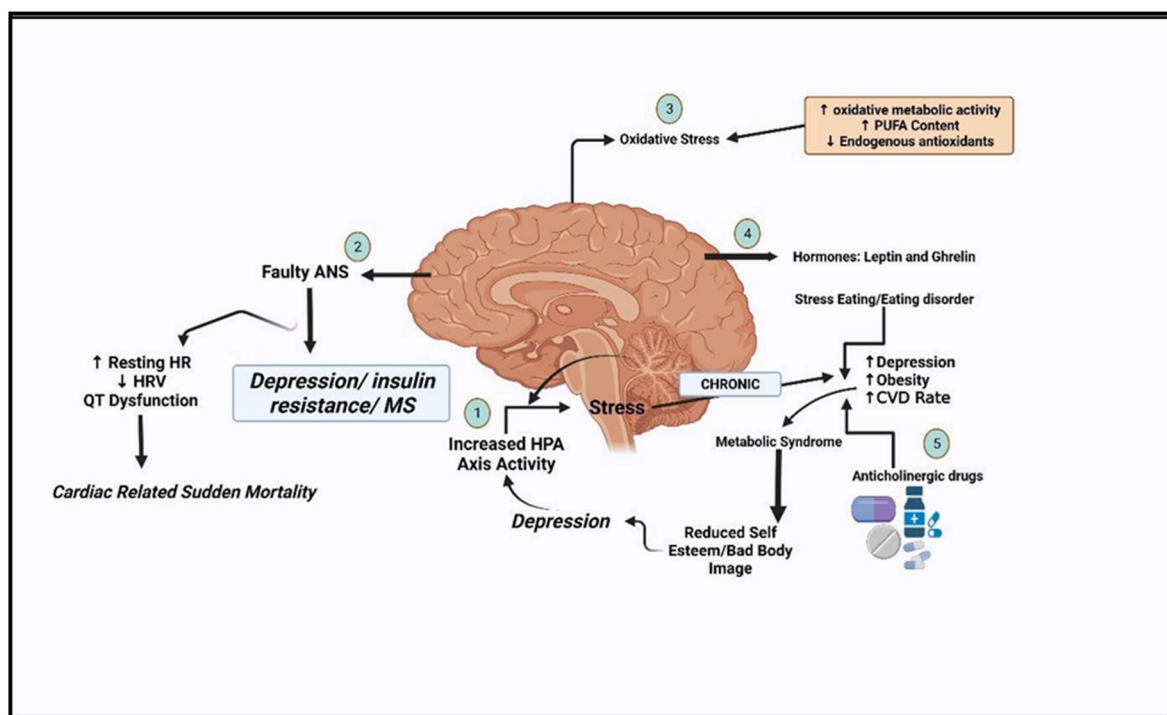 3
Oxidative Stress
↑ oxidative metabolic activity
↑ PUFA Content
↓ Endogenous antioxidants
2
Faulty ANS
4
Hormones: Leptin and Ghrelin
Stress Eating/Eating disorder
↑ Resting HR
↓ HRV
QT Dysfunction
Depression/ insulin
resistance/ MS
Cardiac Related Sudden Mortality
1
Increased HPA
Axis Activity
Stress
CHRONIC
↑Depression
↑Obesity
↑CVD Rate
Metabolic Syndrome
5
Anticholinergic drugs
Depression
Reduced Self
Esteem/Bad Body
Image